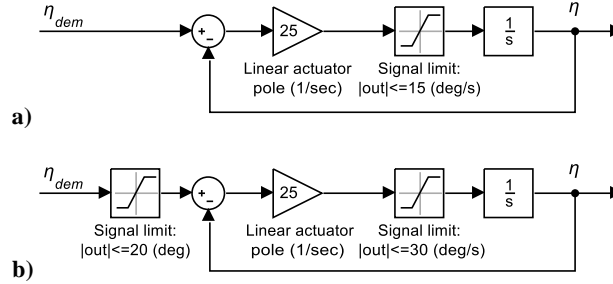 η_dem
+
−
25
1
s
η
Linear actuator
pole (1/sec)
Signal limit:
|out|<=15 (deg/s)
a)
η_dem
+
−
25
1
s
η
Signal limit:
|out|<=20 (deg)
Linear actuator
pole (1/sec)
Signal limit:
|out|<=30 (deg/s)
b)